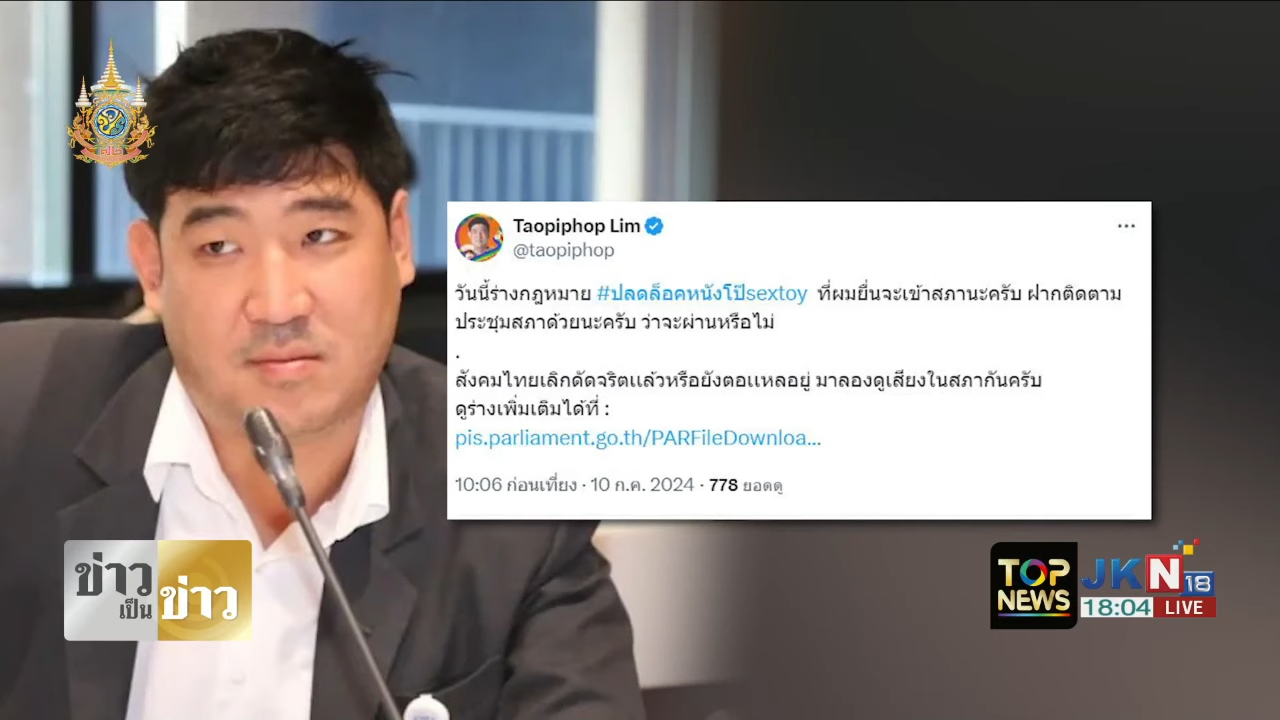 Taopiphop Lim
@taopiphop
วันนี้ร่างกฎหมาย #ปลดล็อคหนังโป๊sextoy ที่ผมยื่นจะเข้าสภานะครับ ฝากติดตาม
ประชุมสภาด้วยนะครับ ว่าจะผ่านหรือไม่
.
สังคมไทยเลิกดัดจริตแล้วหรือยังตอแหลอยู่ มาลองดูเสียงในสภากันครับ
ดูร่างเพิ่มเติมได้ที่ :
pis.parliament.go.th/PARFileDownloa...
10:06 ก่อนเที่ยง · 10 ก.ค. 2024 · 778 ยอดดู
ข่าว
เป็น
ข่าว
TOP
NEWS
JKN18
18:04 LIVE